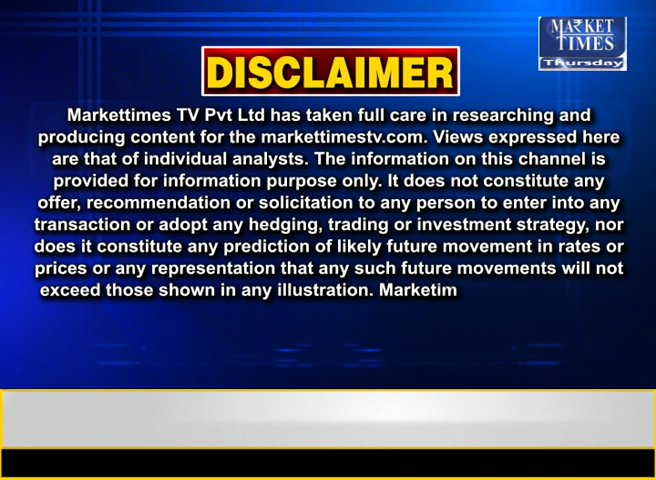 MARKET
TIMES
Thursday
DISCLAIMER
Markettimes TV Pvt Ltd has taken full care in researching and
producing content for the markettimestv.com. Views expressed here
are that of individual analysts. The information on this channel is
provided for information purpose only. It does not constitute any
offer, recommendation or solicitation to any person to enter into any
transaction or adopt any hedging, trading or investment strategy, nor
does it constitute any prediction of likely future movement in rates or
prices or any representation that any such future movements will not
exceed those shown in any illustration. Marketim